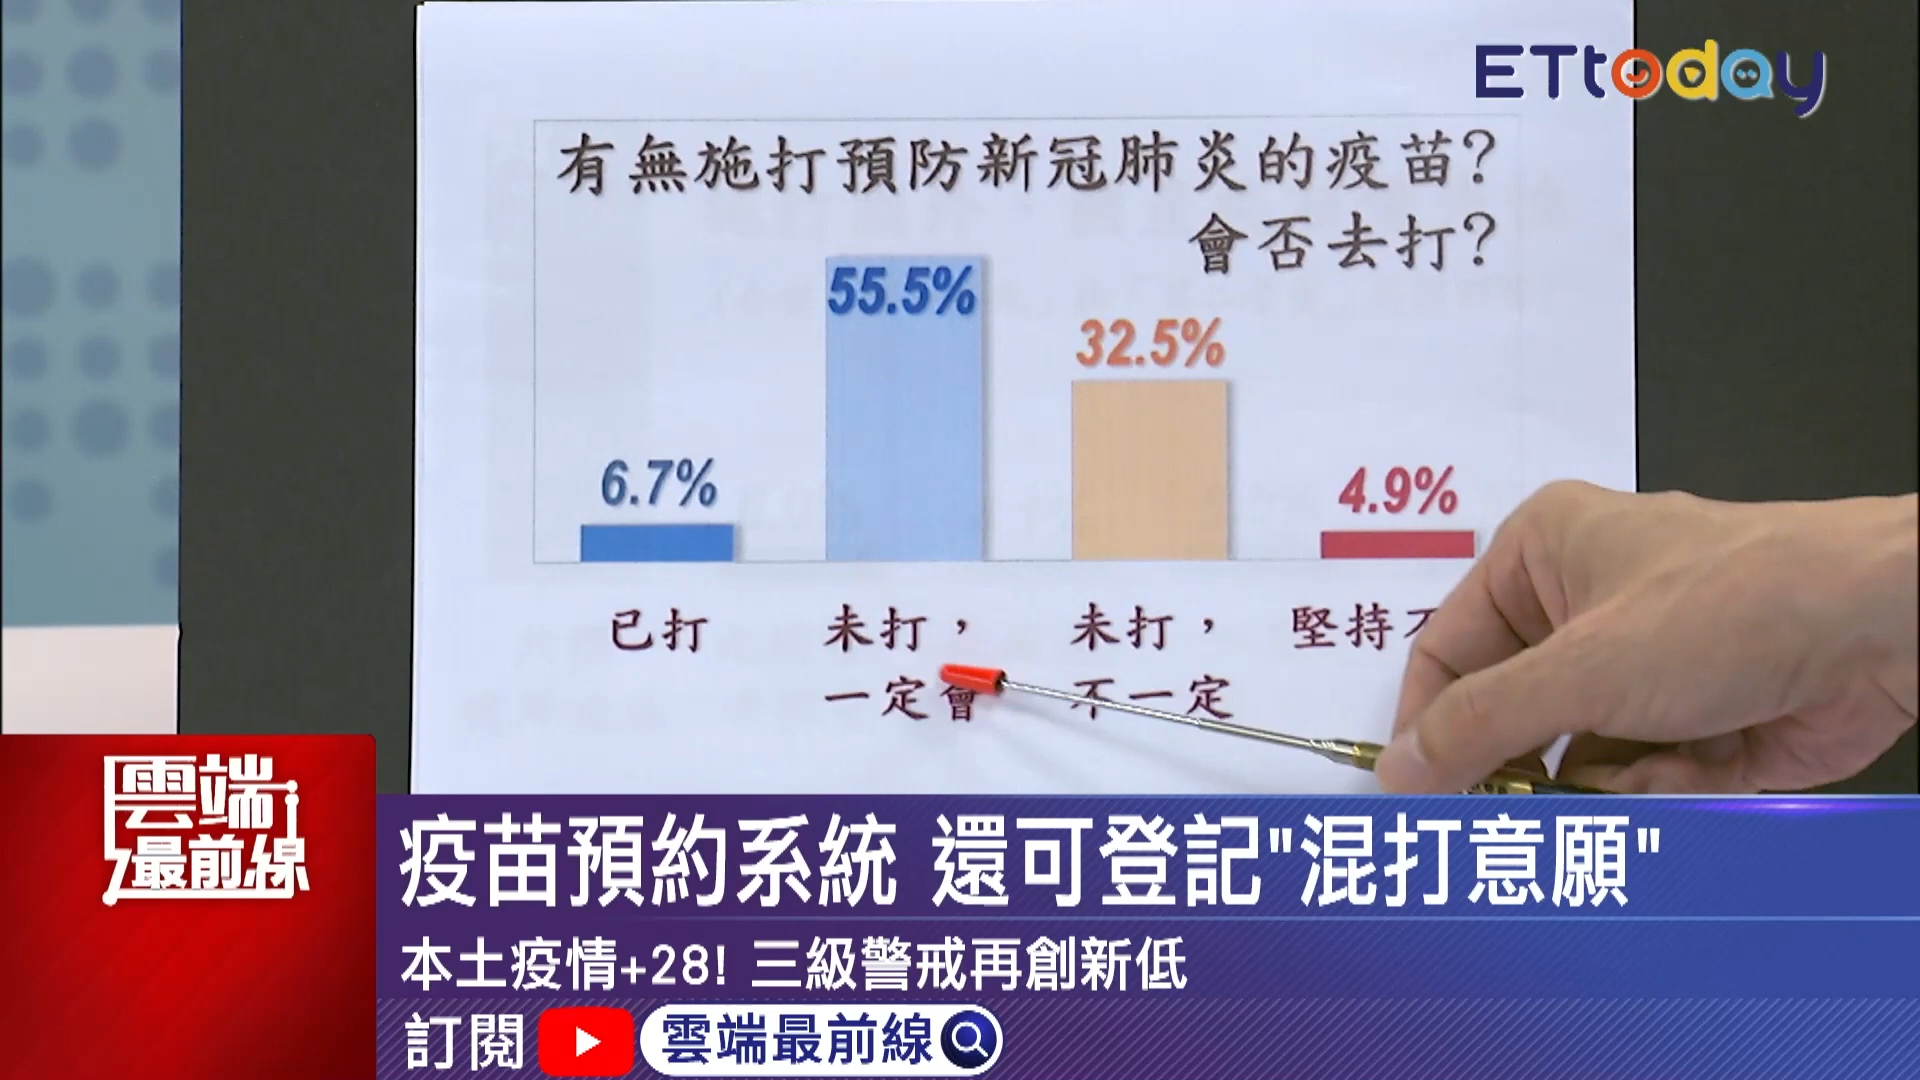 ETtoday
有無施打預防新冠肺炎的疫苗?
會否去打?
55.5%
32.5%
6.7%
4.9%
已打
未打，
一定會
未打，
不一定
堅持不
雲端
最前線
疫苗預約系統 還可登記"混打意願"
本土疫情+28! 三級警戒再創新低
訂閱 雲端最前線